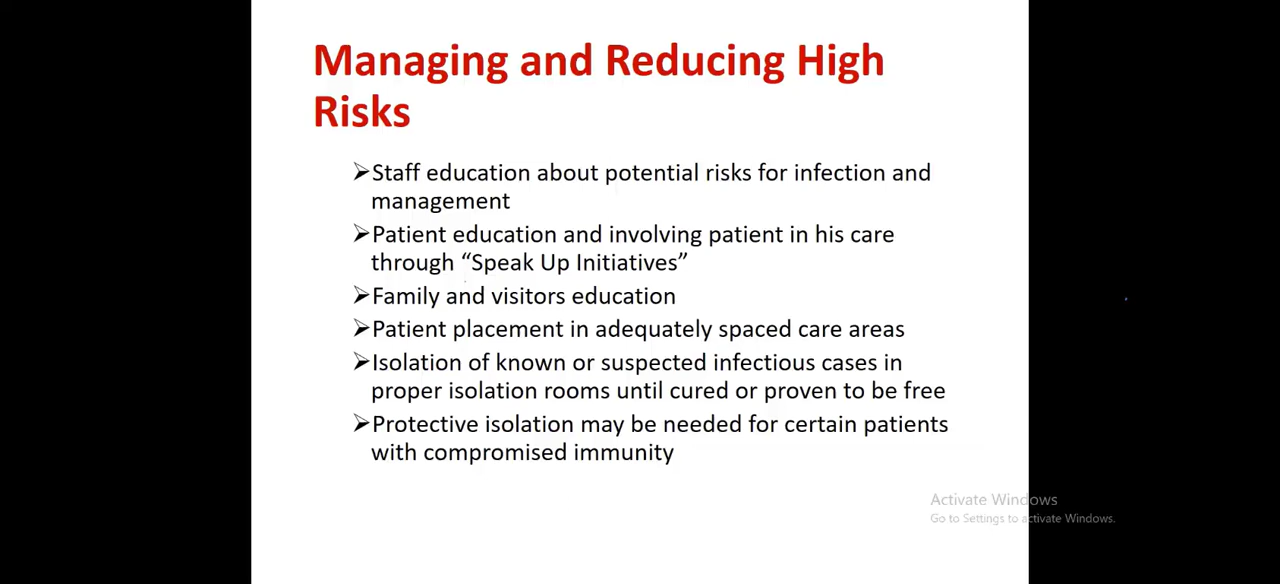 Managing and Reducing High
Risks
➢Staff education about potential risks for infection and
management
➢Patient education and involving patient in his care
through “Speak Up Initiatives”
➢Family and visitors education
➢Patient placement in adequately spaced care areas
➢Isolation of known or suspected infectious cases in
proper isolation rooms until cured or proven to be free
➢Protective isolation may be needed for certain patients
with compromised immunity
Activate Windows
Go to Settings to activate Windows.